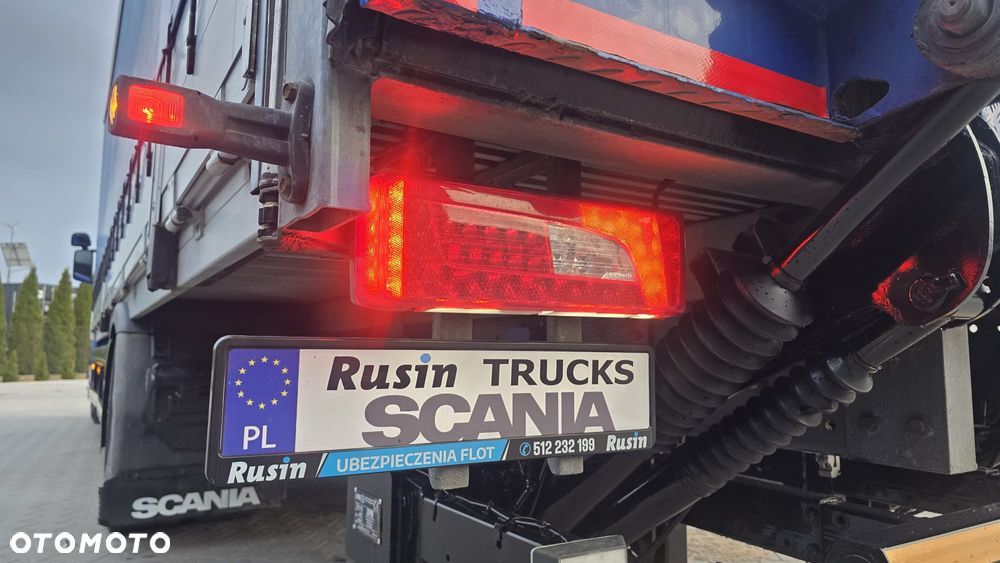 Rusin TRUCKS
SCANIA
PL
Rusin UBEZPIECZENIA FLOT 512 232 199 Rusin
SCANIA
OTOMOTO